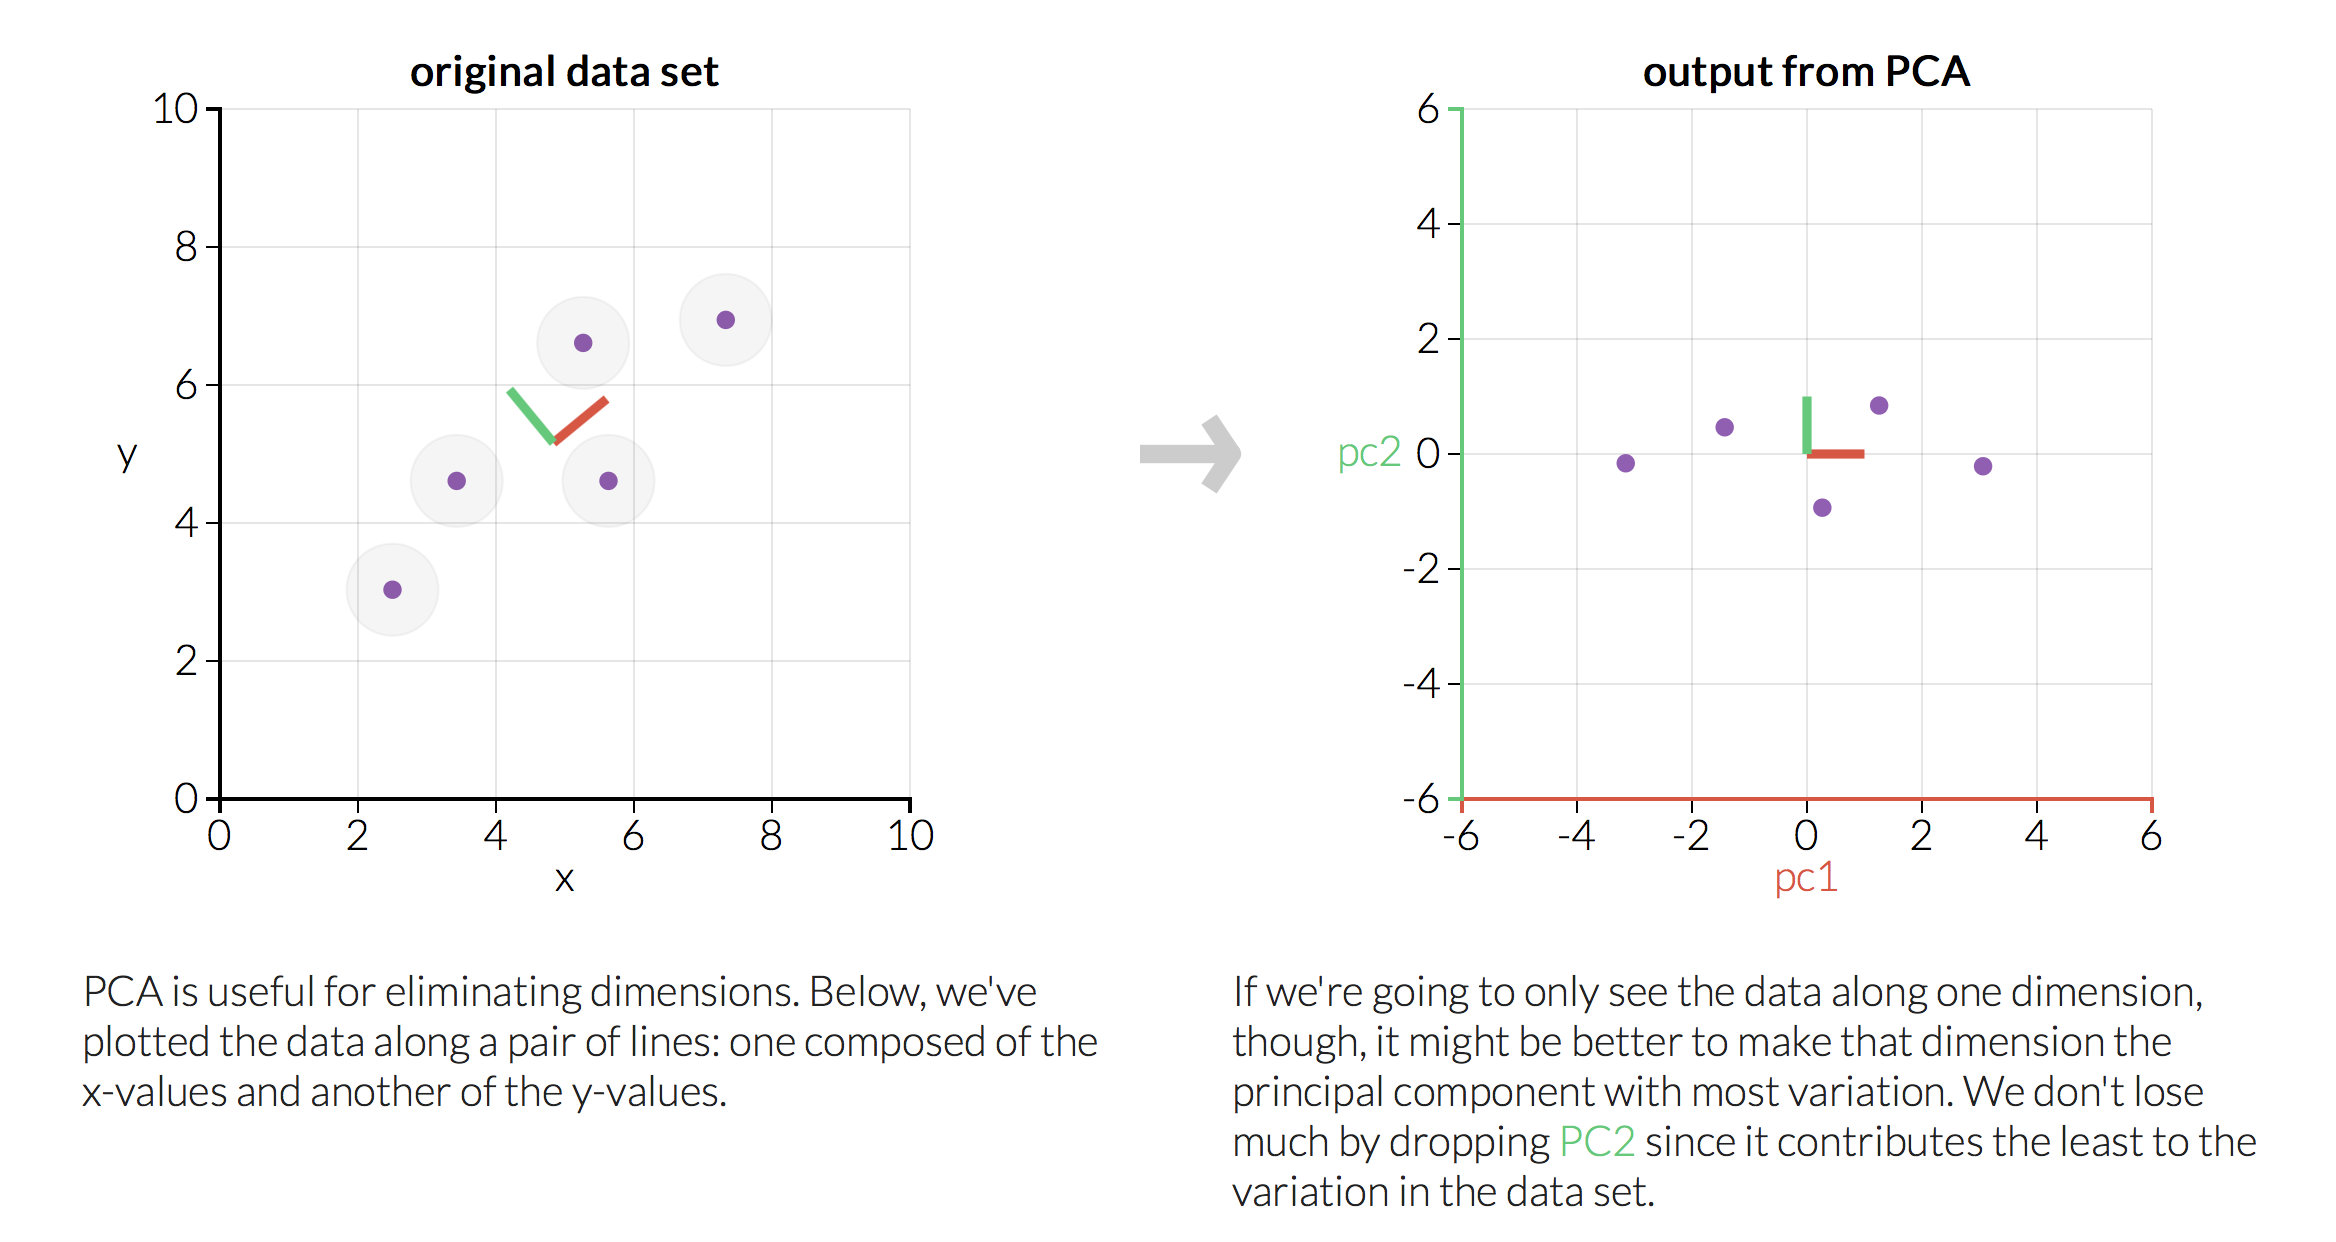 original data set
10
8
6
4
2
0
y
0 2 4 6 8 10
x
output from PCA
6
4
2
pc2 0
-2
-4
-6
-6 -4 -2 0 2 4 6
pc1
PCA is useful for eliminating dimensions. Below, we've
plotted the data along a pair of lines: one composed of the
x-values and another of the y-values.
If we're going to only see the data along one dimension,
though, it might be better to make that dimension the
principal component with most variation. We don't lose
much by dropping PC2 since it contributes the least to the
variation in the data set.